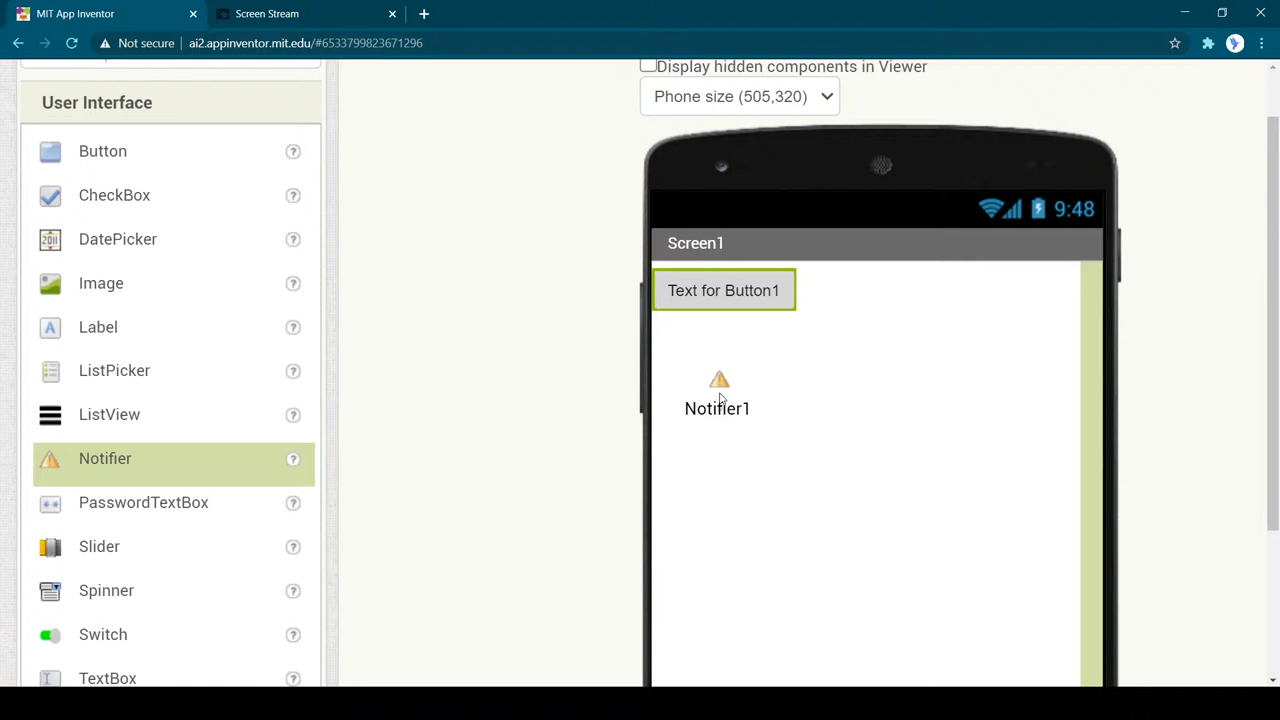 MIT App Inventor
Screen Stream
Not secure
ai2.appinventor.mit.edu/#6533799823671296
User Interface
Button
?
CheckBox
?
DatePicker
?
Image
?
Label
?
ListPicker
?
ListView
?
Notifier
?
PasswordTextBox
?
Slider
?
Spinner
?
Switch
?
TextBox
?
Display hidden components in Viewer
Phone size (505,320)
9:48
Screen1
Text for Button1
Notifier1